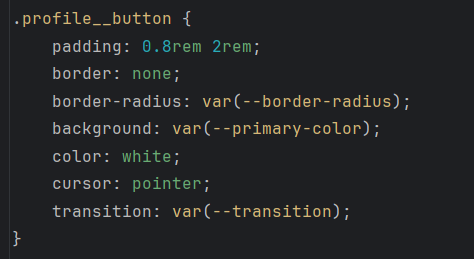 .profile__button {
    padding: 0.8rem 2rem;
    border: none;
    border-radius: var(--border-radius);
    background: var(--primary-color);
    color: white;
    cursor: pointer;
    transition: var(--transition);
}